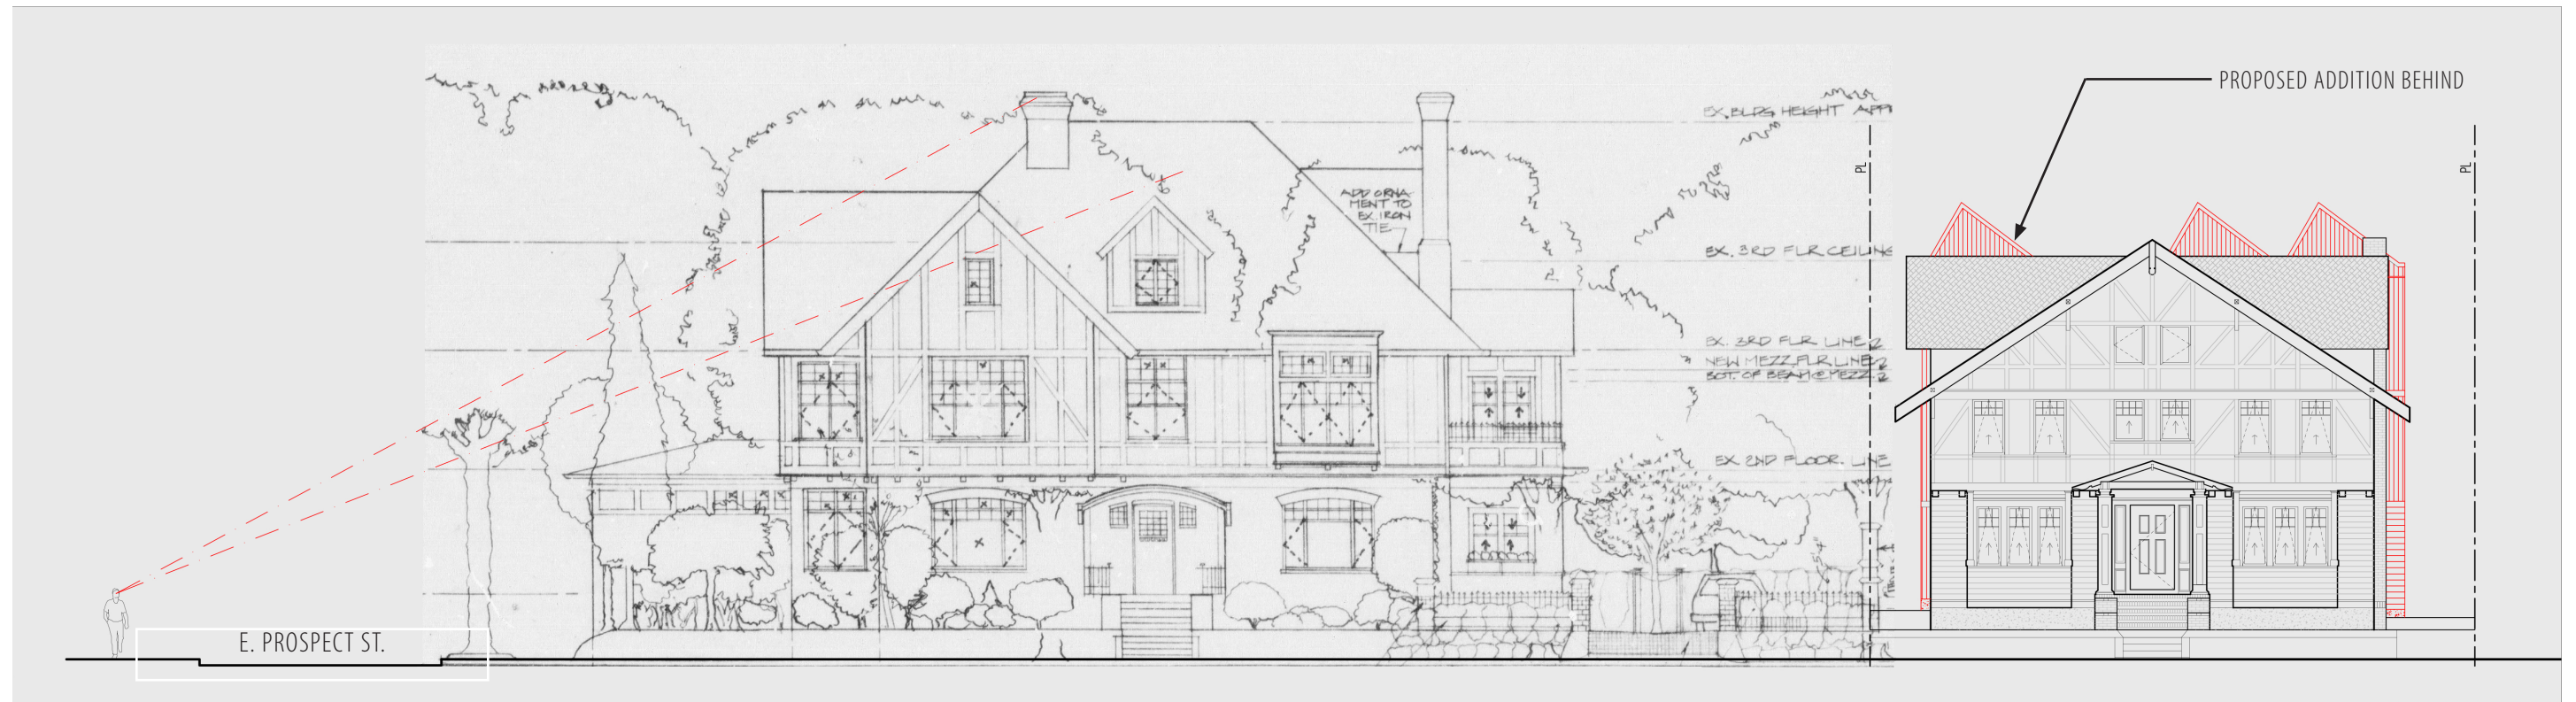 PROPOSED ADDITION BEHIND
EX. BLDG HEIGHT
PL
PL
ADD ORNA-
MENT TO
EX. IRON
TIE
EX. 3RD FLR CEILING
EX. 3RD FLR LINE
NEW MEZZ. FLR LINE
BOT. OF BEAM @ MEZZ.
EX 2ND FLOOR LINE
E. PROSPECT ST.